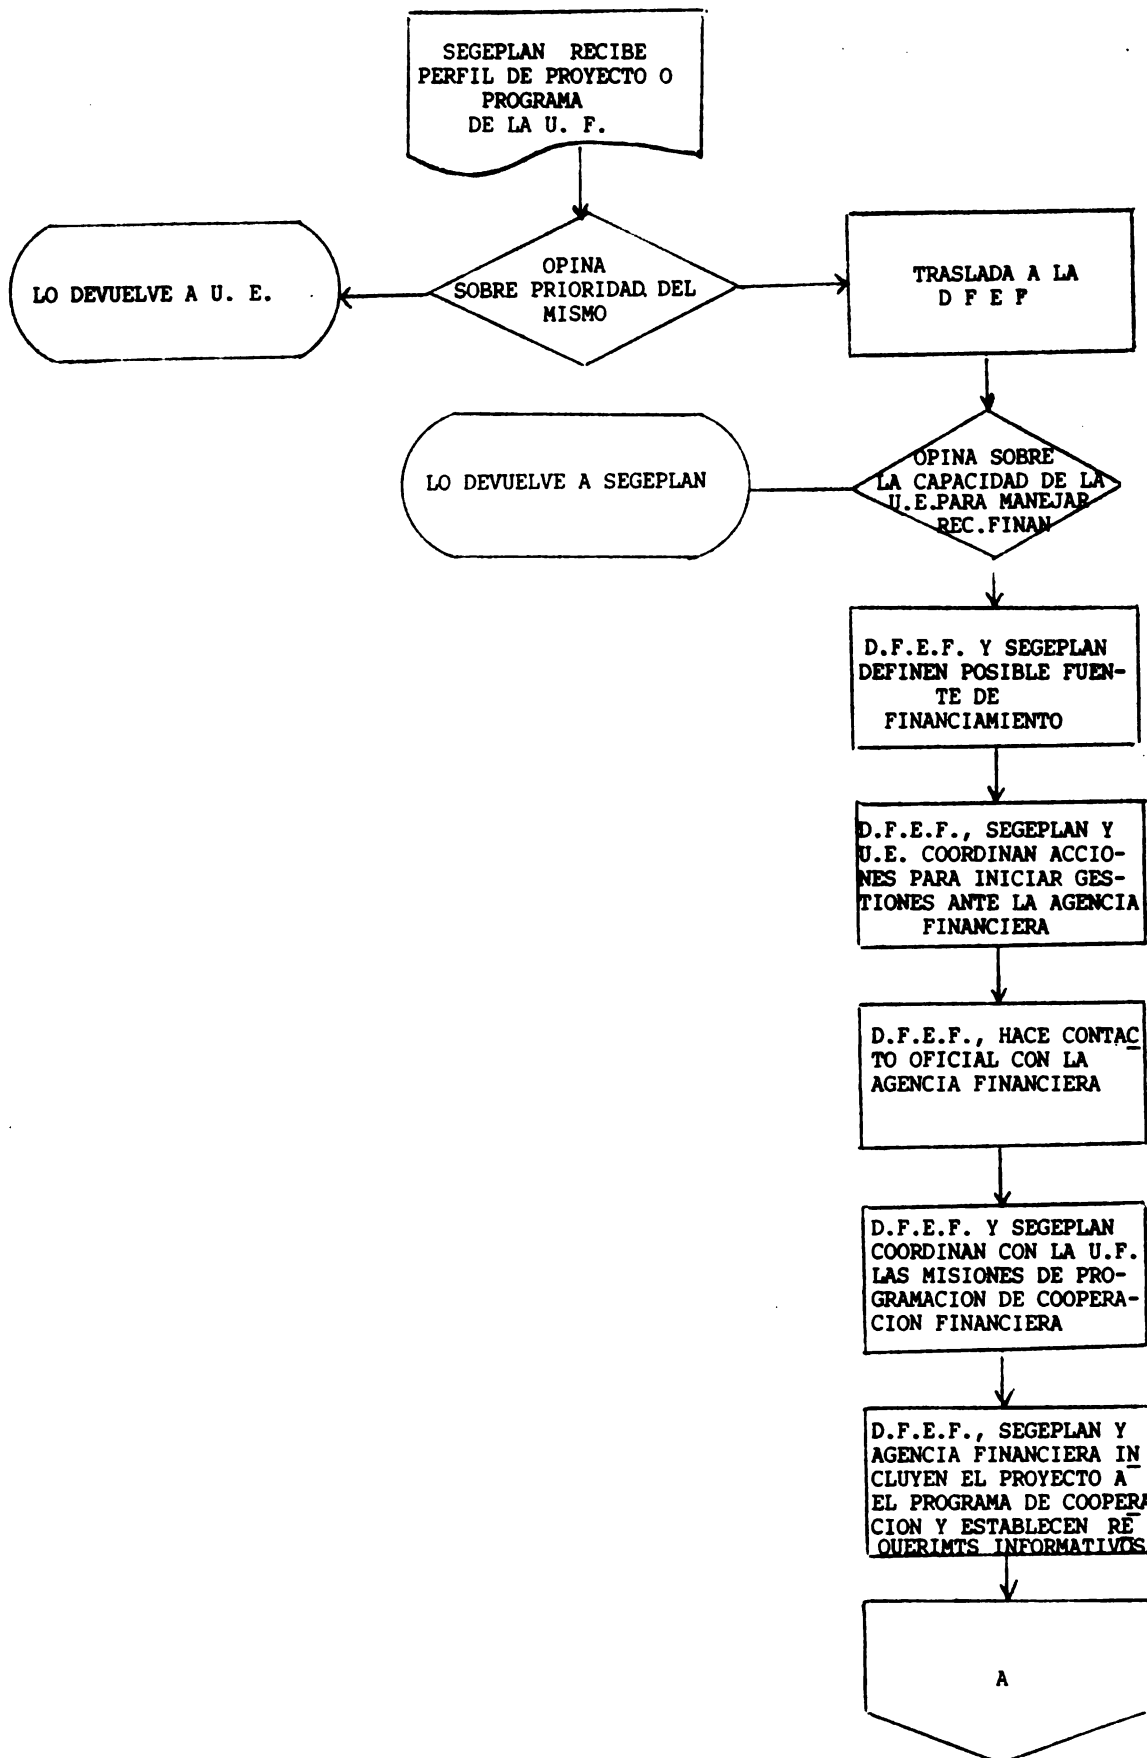 SEGEPLAN RECIBE
PERFIL DE PROYECTO O
PROGRAMA
DE LA U. F.
LO DEVUELVE A U. E.
OPINA
SOBRE PRIORIDAD DEL
MISMO
TRASLADA A LA
D F E F
LO DEVUELVE A SEGEPLAN
OPINA SOBRE
LA CAPACIDAD DE LA
U.E.PARA MANEJAR
REC.FINAN
D.F.E.F. Y SEGEPLAN
DEFINEN POSIBLE FUEN-
TE DE
FINANCIAMIENTO
D.F.E.F., SEGEPLAN Y
U.E. COORDINAN ACCIO-
NES PARA INICIAR GES-
TIONES ANTE LA AGENCIA
FINANCIERA
D.F.E.F., HACE CONTAC
TO OFICIAL CON LA
AGENCIA FINANCIERA
D.F.E.F. Y SEGEPLAN
COORDINAN CON LA U.F.
LAS MISIONES DE PRO-
GRAMACION DE COOPERA-
CION FINANCIERA
D.F.E.F., SEGEPLAN Y
AGENCIA FINANCIERA IN
CLUYEN EL PROYECTO A
EL PROGRAMA DE COOPERA
CION Y ESTABLECEN RE
QUERIMTS INFORMATIVOS
A